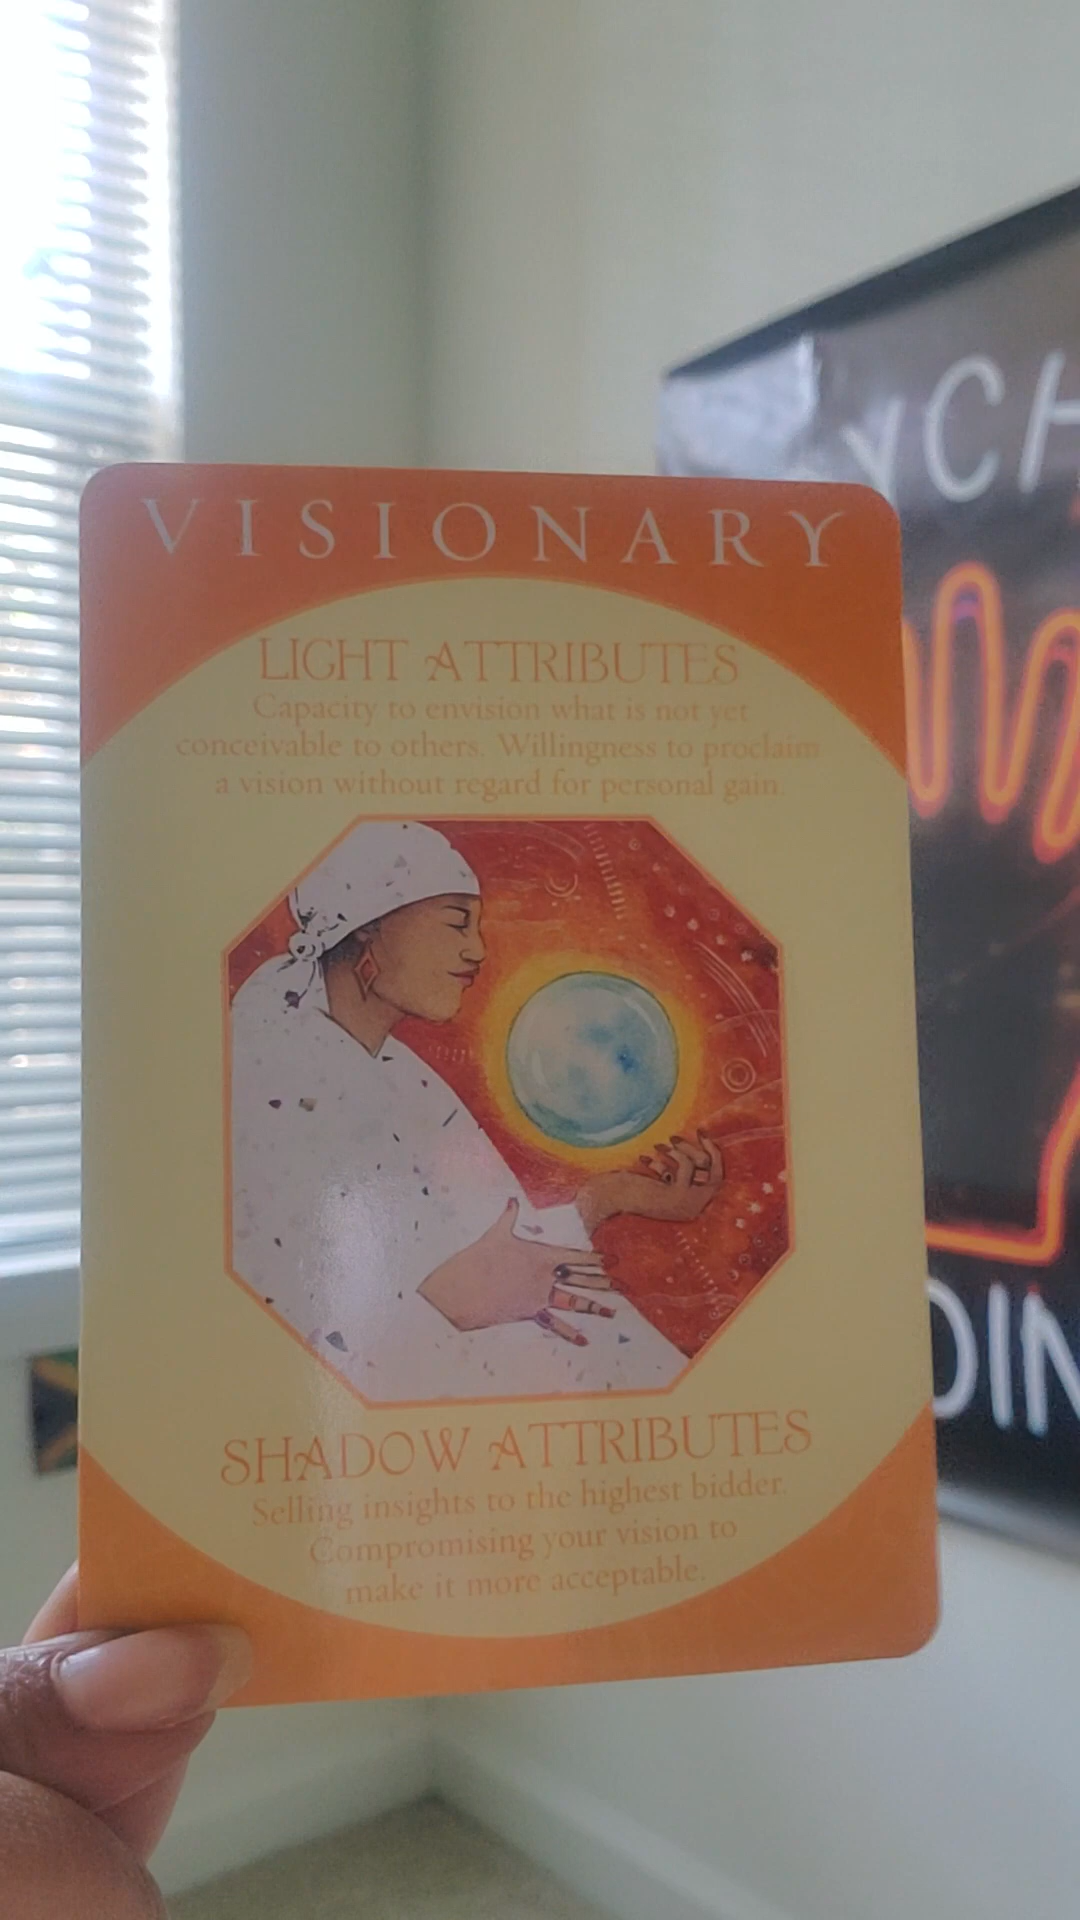 VISIONARY
LIGHT ATTRIBUTES
Capacity to envision what is not yet
conceivable to others. Willingness to proclaim
a vision without regard for personal gain.
SHADOW ATTRIBUTES
Selling insights to the highest bidder.
Compromising your vision to
make it more acceptable.
YCH
DIN